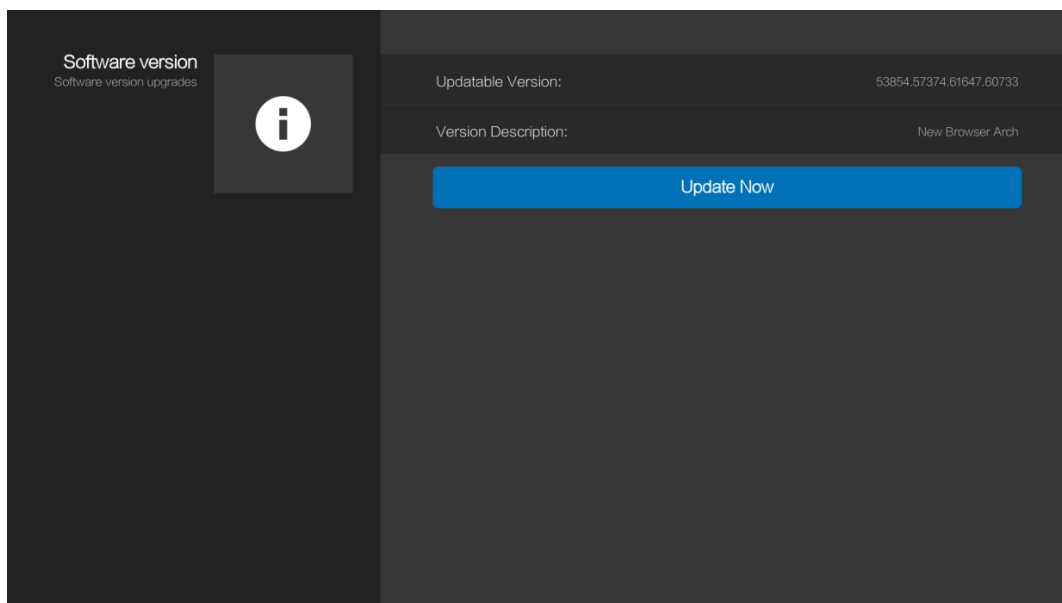 Software version
Software version upgrades
Updatable Version: 53854.57374.61647.60733
Version Description: New Browser Arch
Update Now